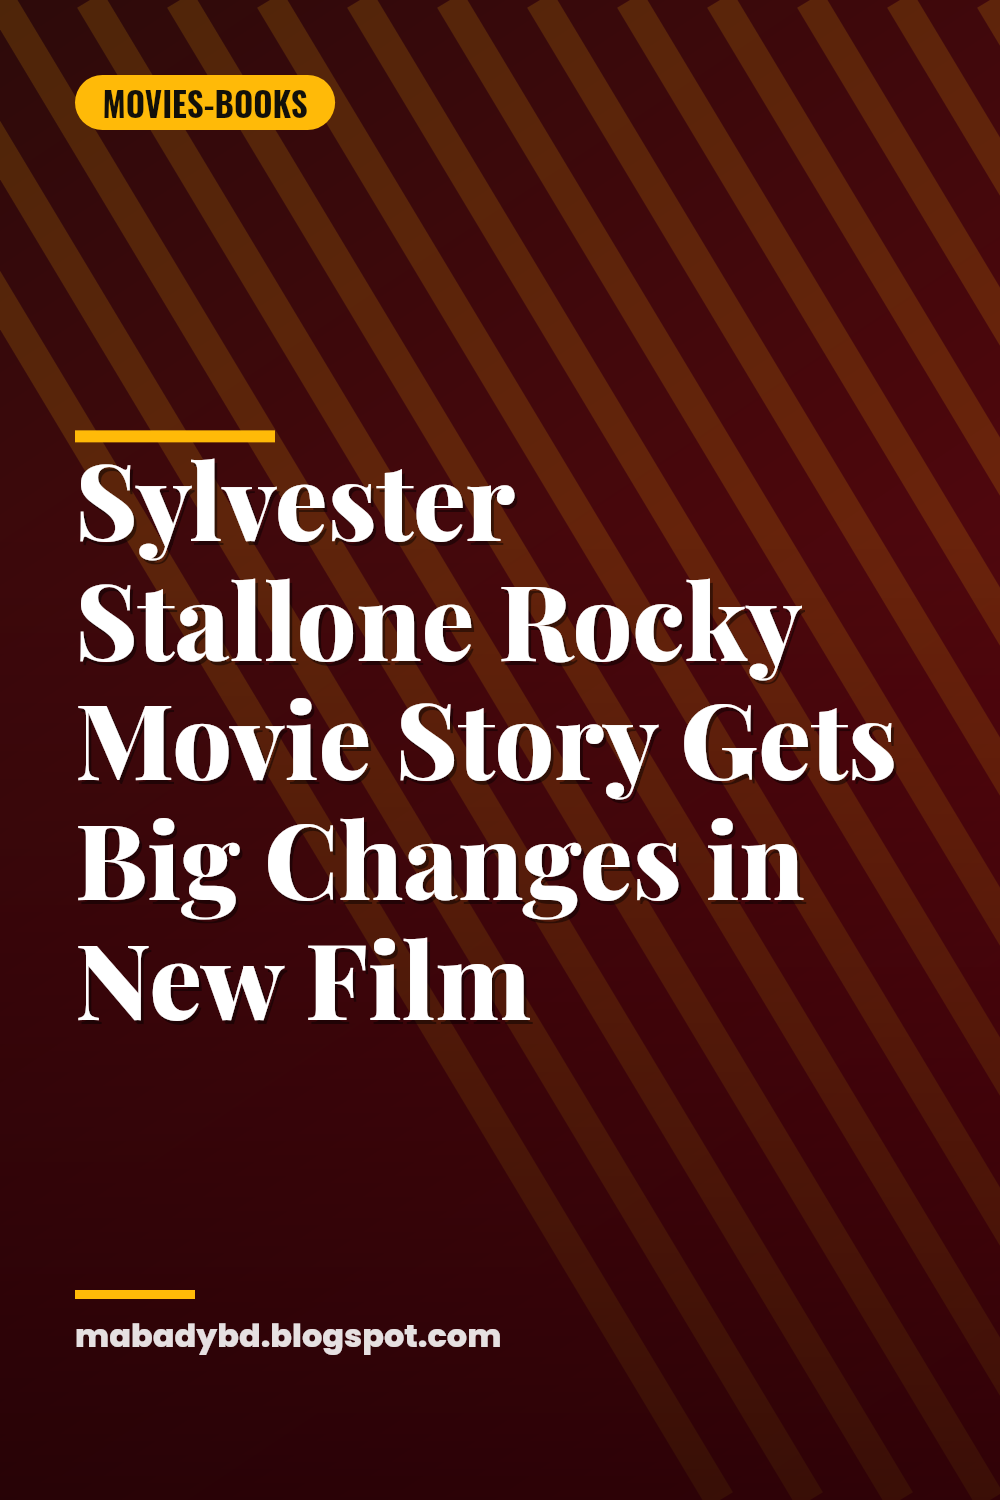 MOVIES-BOOKS
Sylvester
Stallone Rocky
Movie Story Gets
Big Changes in
New Film
mabadybd.blogspot.com